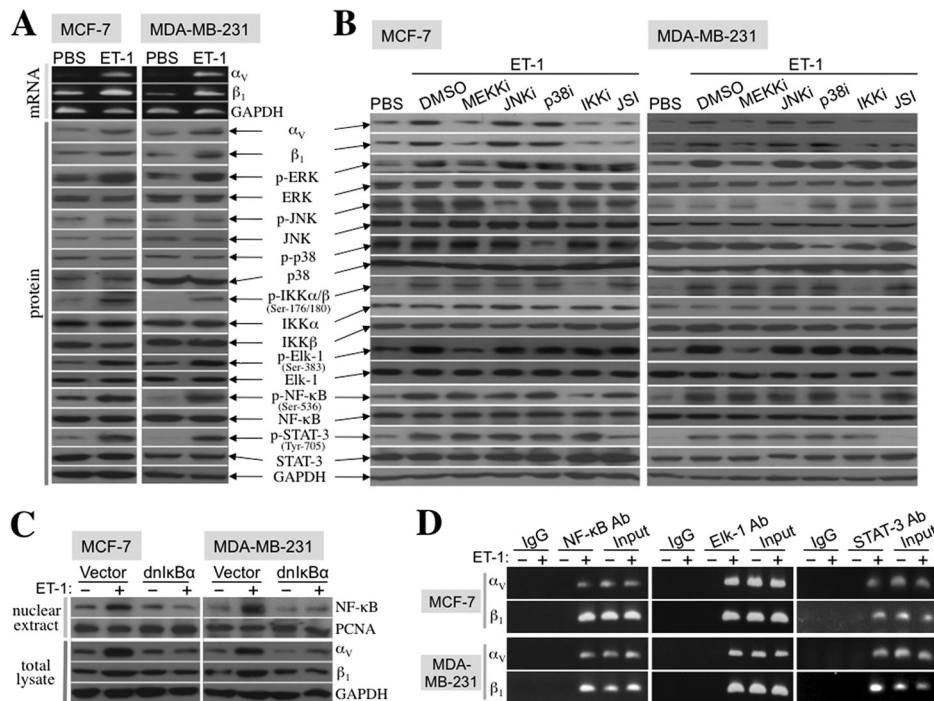 A
MCF-7 MDA-MB-231
PBS ET-1 PBS ET-1
mRNA
αV
β1
GAPDH
protein
αV
β1
p-ERK
ERK
p-JNK
JNK
p-p38
p38
p-IKKα/β
(Ser-176/180)
IKKα
IKKβ
p-Elk-1
(Ser-383)
Elk-1
p-NF-κB
(Ser-536)
NF-κB
p-STAT-3
(Tyr-705)
STAT-3
GAPDH
B
MCF-7 MDA-MB-231
ET-1 ET-1
PBS DMSO MEKKi JNKi p38i IKKi JSI PBS DMSO MEKKi JNKi p38i IKKi JSI
C
MCF-7 MDA-MB-231
Vector dnIκBα Vector dnIκBα
ET-1: − + − + − + − +
nuclear
extract
NF-κB
PCNA
total
lysate
αV
β1
GAPDH
D
IgG NF-κB Ab Input IgG Elk-1 Ab Input IgG STAT-3 Ab Input
ET-1: − + − + − + − + − + − + − + − + − +
MCF-7
αV
β1
MDA-
MB-231
αV
β1